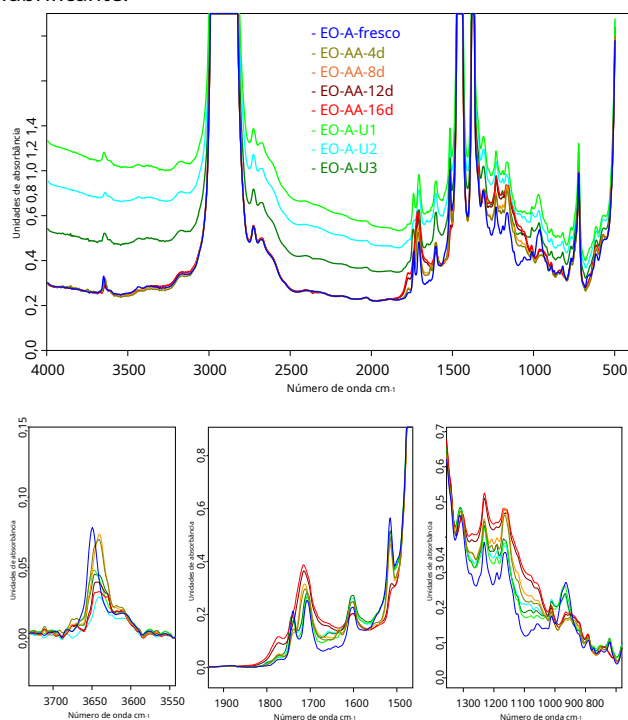 - EO-A-fresco
- EO-AA-4d
- EO-AA-8d
- EO-AA-12d
- EO-AA-16d
- EO-A-U1
- EO-A-U2
- EO-A-U3
Unidades de absorbância
0,0 0,2 0,4 0,6 0,8 1,0 1,2 1,4
4000 3500 3000 2500 2000 1500 1000 500
Número de onda cm-1
Unidades de absorbância
0,00 0,05 0,10 0,15
3700 3650 3600 3550
Número de onda cm-1
Unidades de absorbância
0,0 0,2 0,4 0,6 0,8
1900 1800 1700 1600 1500
Número de onda cm-1
Unidades de absorbância
0,0 0,1 0,2 0,3 0,4 0,5 0,6 0,7
1300 1200 1100 1000 900 800
Número de onda cm-1